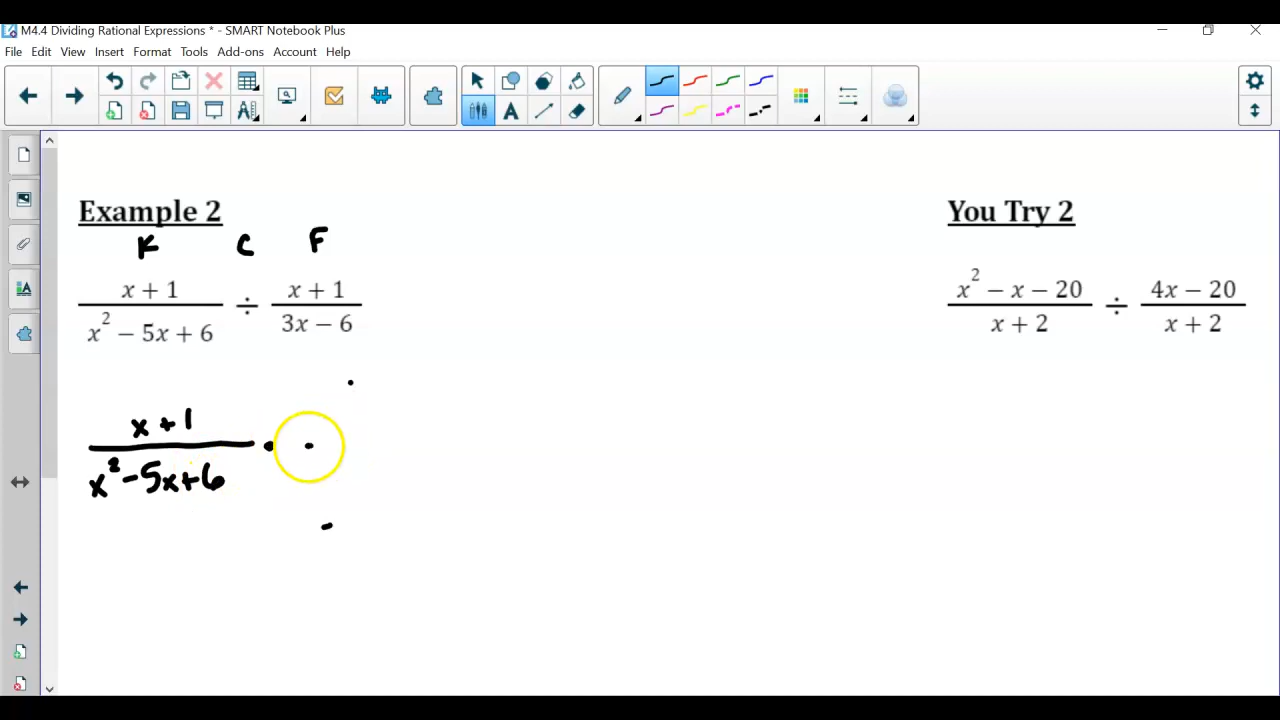 M4.4 Dividing Rational Expressions * - SMART Notebook Plus
File Edit View Insert Format Tools Add-ons Account Help
Example 2
You Try 2
K C F
x + 1 / x² − 5x + 6 ÷ x + 1 / 3x − 6
x² − x − 20 / x + 2 ÷ 4x − 20 / x + 2
x + 1 / x² − 5x + 6 ·